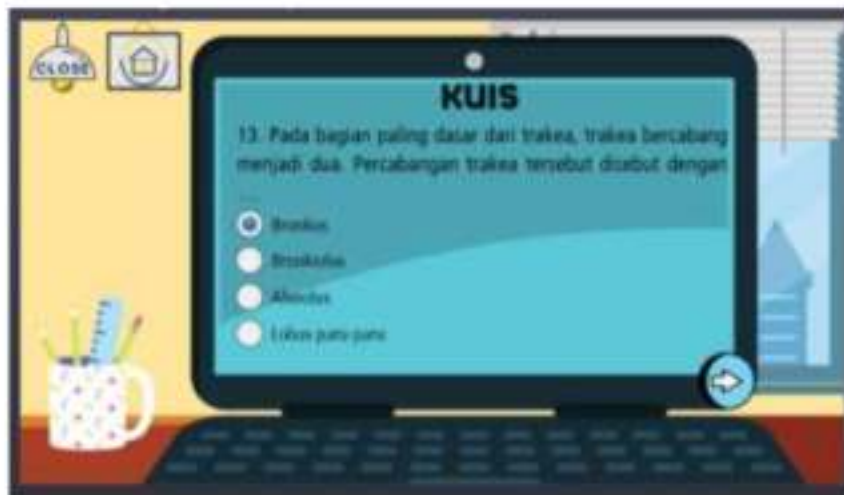 CLOSE
KUIS
13. Pada bagian paling dasar dari trakea, trakea bercabang
menjadi dua. Percabangan trakea tersebut disebut dengan
...
Bronkus
Bronkiolus
Alveolus
Lobus paru-paru